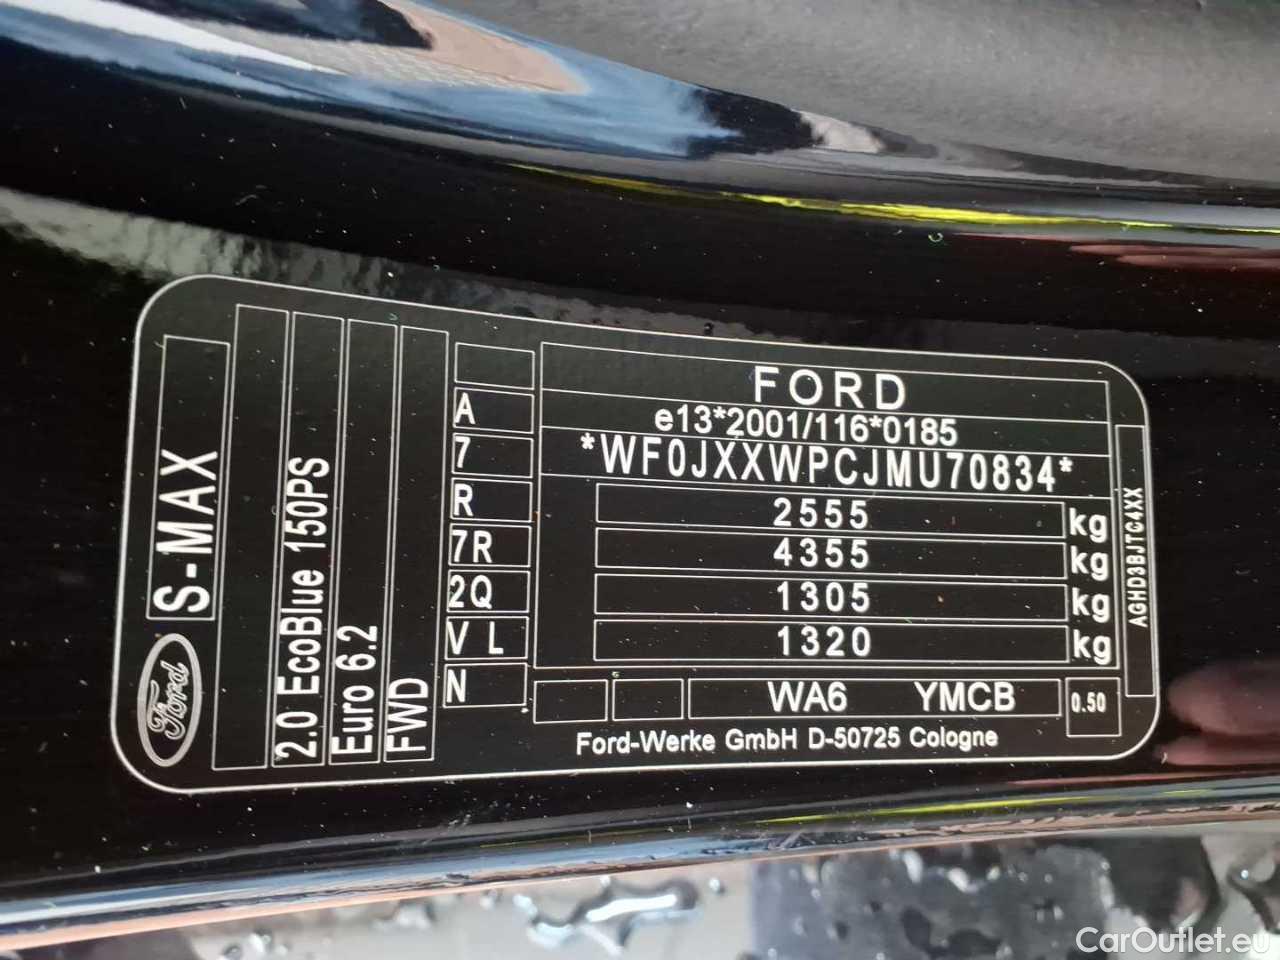 Ford
S-MAX
2.0 EcoBlue 150PS
Euro 6.2
FWD
A
7
R
7R
2Q
V L
N
FORD
e13*2001/116*0185
*WF0JXXWPCJMU70834*
2555 kg
4355 kg
1305 kg
1320 kg
WA6 YMCB
0.50
Ford-Werke GmbH D-50725 Cologne
AGHD3BJTC4XX
CarOutlet.eu